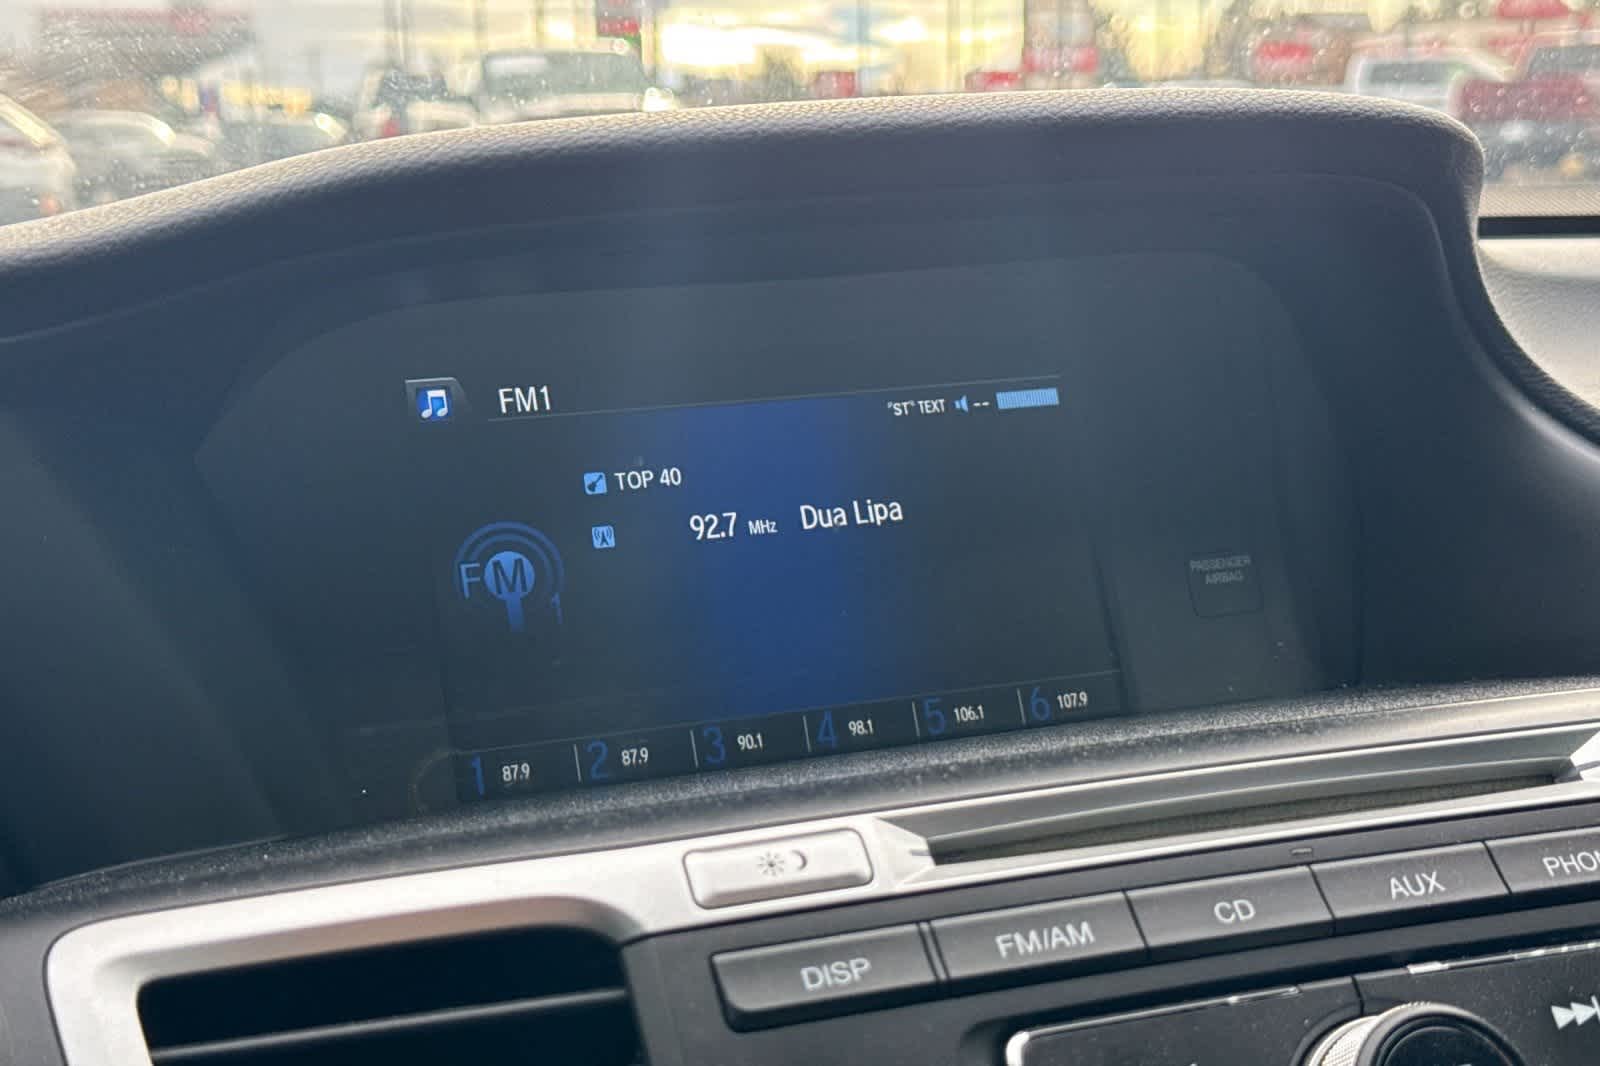 FM1
"ST" TEXT --
TOP 40
92.7 MHz Dua Lipa
FM 1
PASSENGER
AIRBAG
1 87.9 2 87.9 3 90.1 4 98.1 5 106.1 6 107.9
DISP FM/AM CD AUX